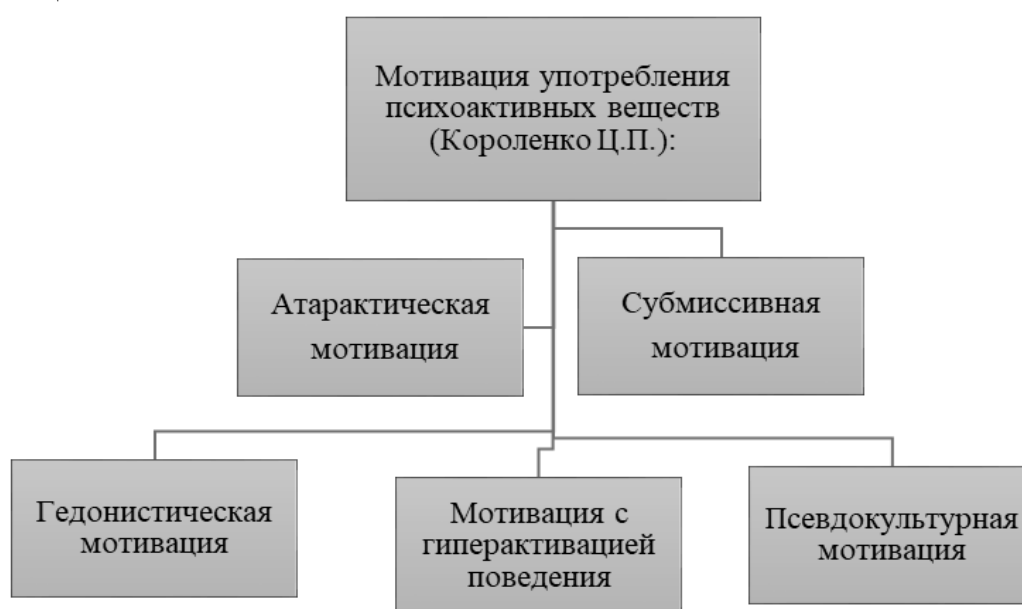 Мотивация употребления
психоактивных веществ
(Короленко Ц.П.):
Атарактическая
мотивация
Субмиссивная
мотивация
Гедонистическая
мотивация
Мотивация с
гиперактивацией
поведения
Псевдокультурная
мотивация